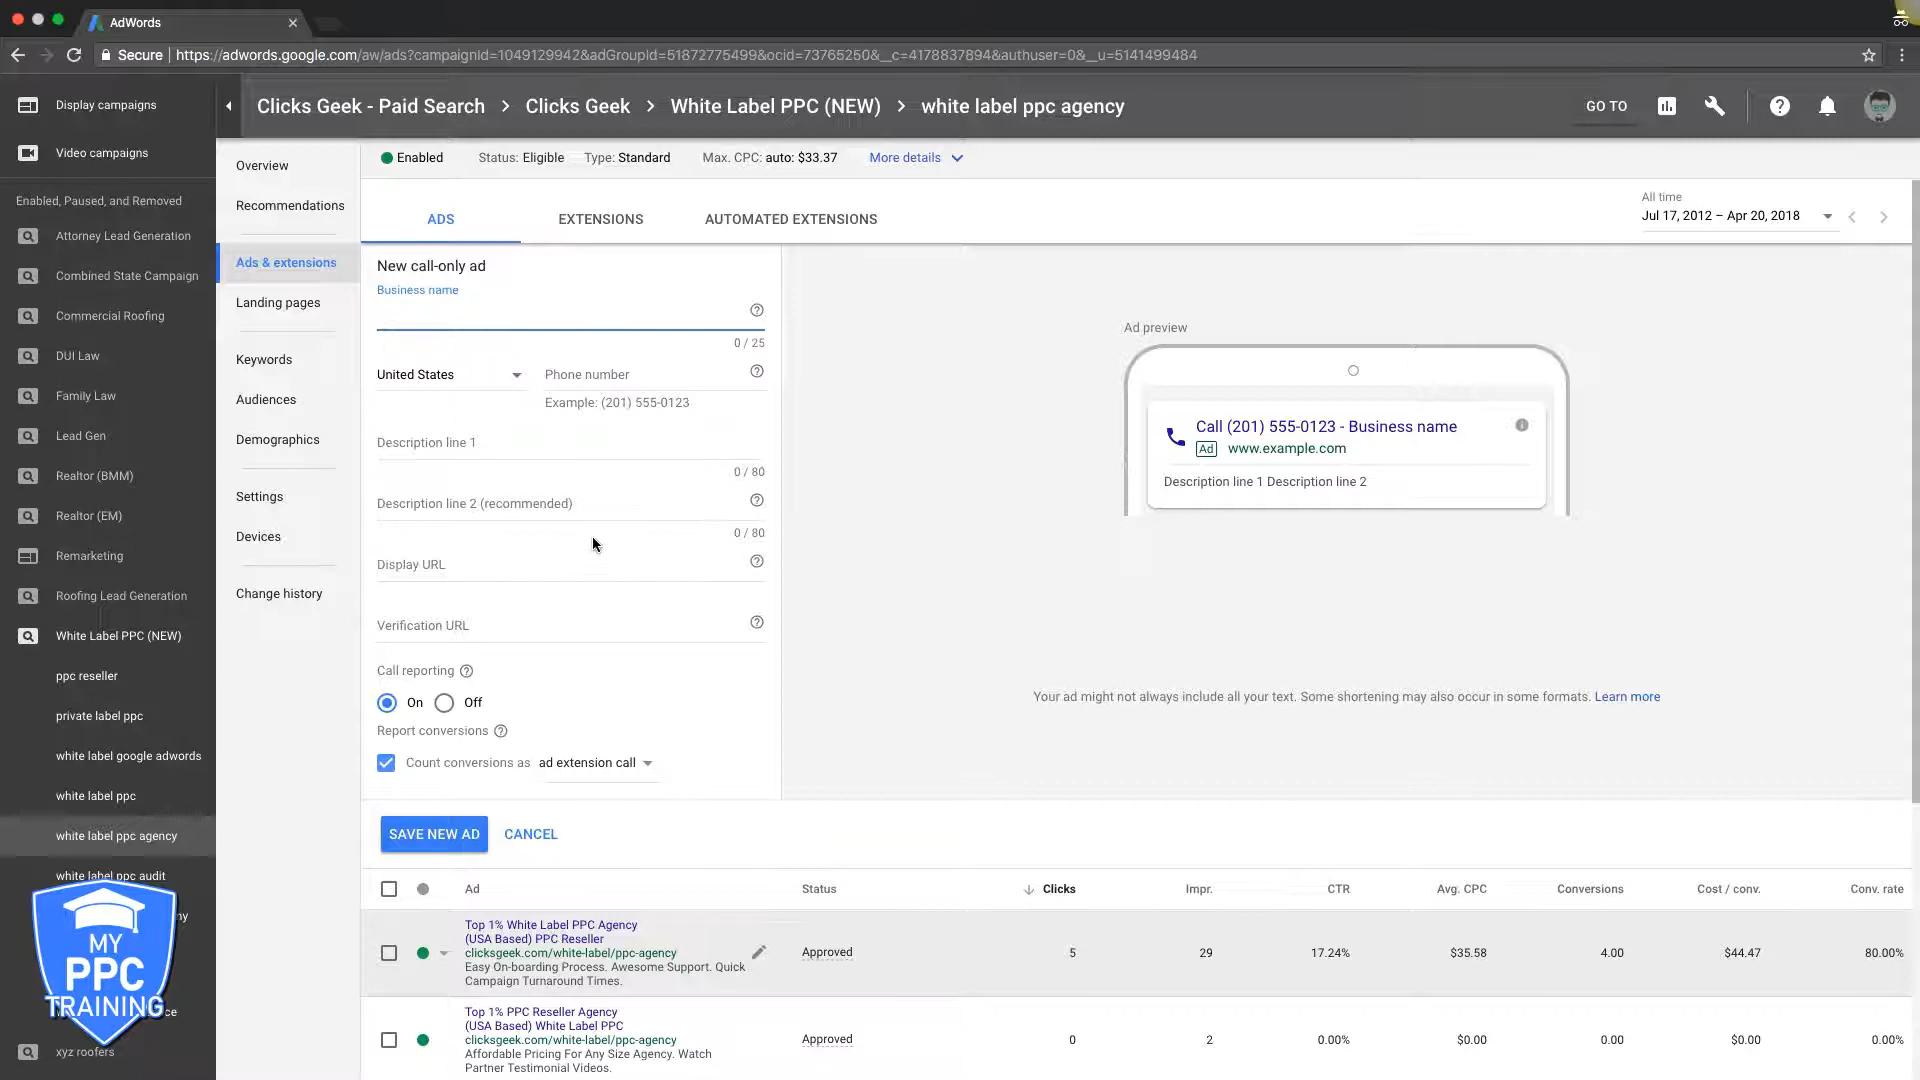 AdWords
Secure | https://adwords.google.com/aw/ads?campaignId=1049129942&adGroupId=51872775499&ocid=73765250&__c=4178837894&authuser=0&__u=5141499484
Display campaigns
Video campaigns
Enabled, Paused, and Removed
Attorney Lead Generation
Combined State Campaign
Commercial Roofing
DUI Law
Family Law
Lead Gen
Realtor (BMM)
Realtor (EM)
Remarketing
Roofing Lead Generation
White Label PPC (NEW)
ppc reseller
private label ppc
white label google adwords
white label ppc
white label ppc agency
white label ppc audit
xyz roofers
MY
PPC
TRAINING
Clicks Geek - Paid Search > Clicks Geek > White Label PPC (NEW) > white label ppc agency
GO TO
Overview
Recommendations
Ads & extensions
Landing pages
Keywords
Audiences
Demographics
Settings
Devices
Change history
Enabled Status: Eligible Type: Standard Max. CPC: auto: $33.37 More details
ADS EXTENSIONS AUTOMATED EXTENSIONS
All time
Jul 17, 2012 – Apr 20, 2018
New call-only ad
Business name
0 / 25
United States Phone number
Example: (201) 555-0123
Description line 1
0 / 80
Description line 2 (recommended)
0 / 80
Display URL
Verification URL
Call reporting
On Off
Report conversions
Count conversions as ad extension call
Ad preview
Call (201) 555-0123 - Business name
Ad www.example.com
Description line 1 Description line 2
Your ad might not always include all your text. Some shortening may also occur in some formats. Learn more
SAVE NEW AD CANCEL
Ad Status Clicks Impr. CTR Avg. CPC Conversions Cost / conv. Conv. rate
Top 1% White Label PPC Agency
(USA Based) PPC Reseller
clicksgeek.com/white-label/ppc-agency
Easy On-boarding Process. Awesome Support. Quick
Campaign Turnaround Times.
Approved 5 29 17.24% $35.58 4.00 $44.47 80.00%
Top 1% PPC Reseller Agency
(USA Based) White Label PPC
clicksgeek.com/white-label/ppc-agency
Affordable Pricing For Any Size Agency. Watch
Partner Testimonial Videos.
Approved 0 2 0.00% $0.00 0.00 $0.00 0.00%